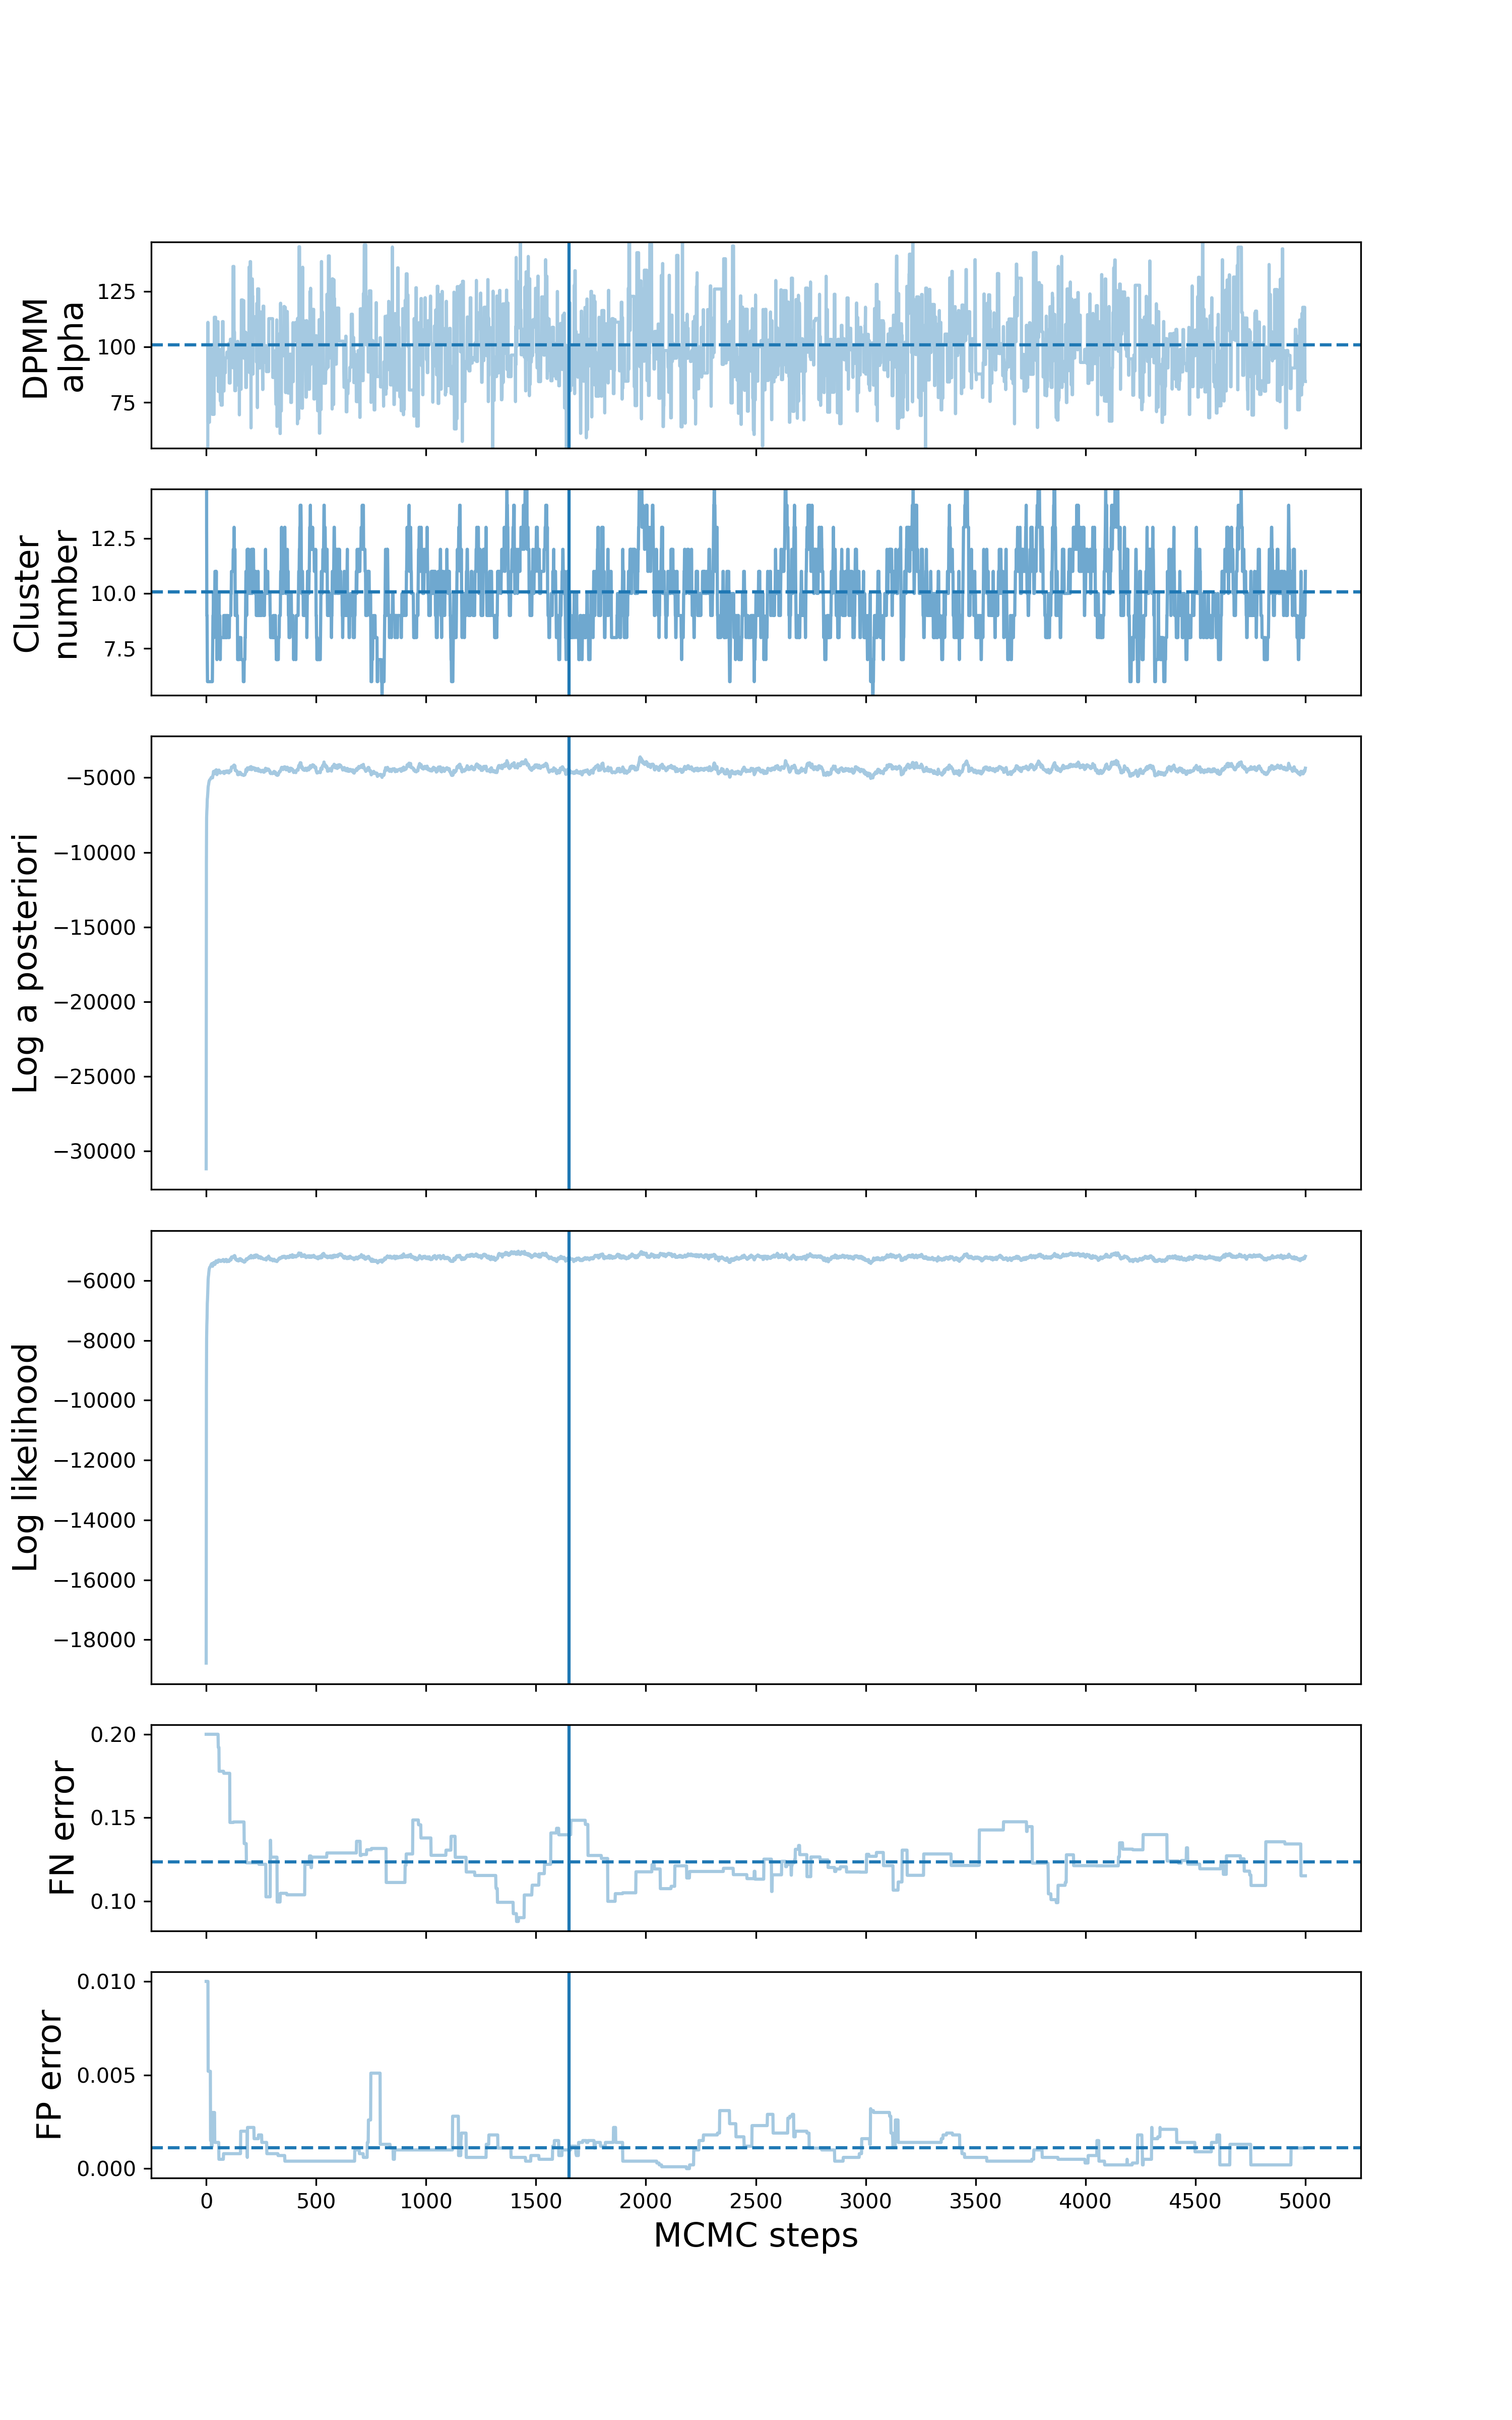 DPMM
alpha
125
100
75
Cluster
number
12.5
10.0
7.5
Log a posteriori
−5000
−10000
−15000
−20000
−25000
−30000
Log likelihood
−6000
−8000
−10000
−12000
−14000
−16000
−18000
FN error
0.20
0.15
0.10
FP error
0.010
0.005
0.000
0 500 1000 1500 2000 2500 3000 3500 4000 4500 5000
MCMC steps